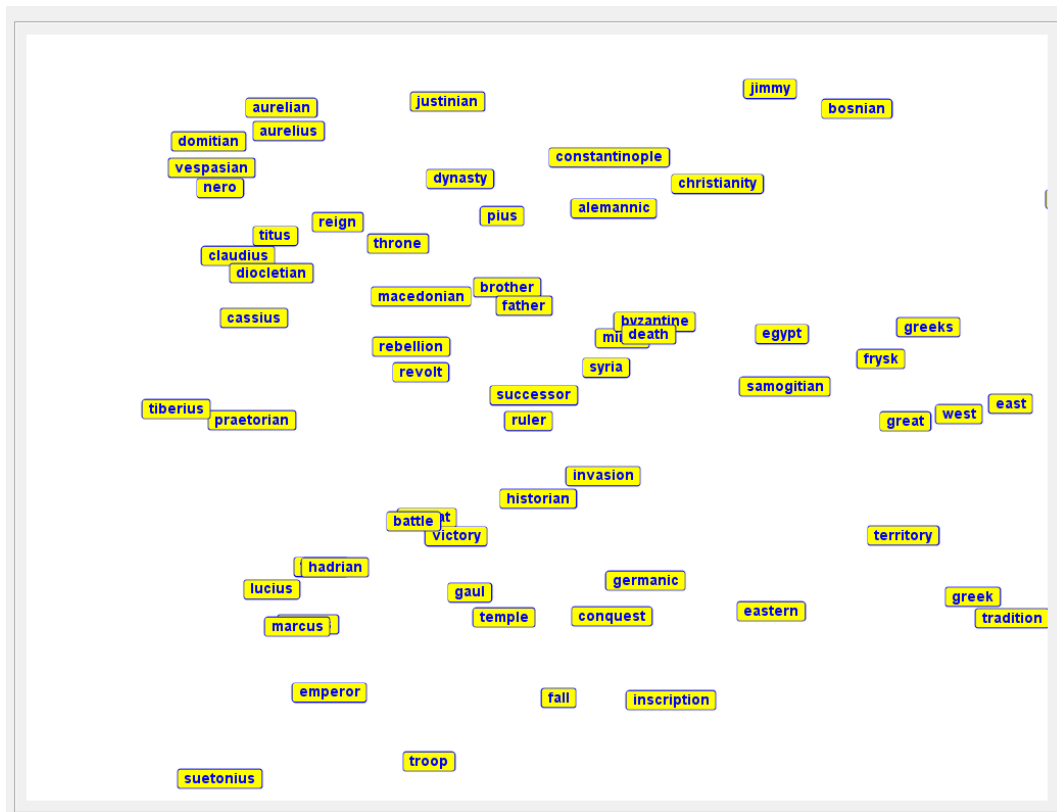 jimmy
justinian
aurelian
bosnian
aurelius
domitian
constantinople
vespasian
dynasty
christianity
nero
alemannic
pius
reign
titus
throne
claudius
diocletian
brother
macedonian
father
cassius
byzantine
greeks
egypt
death
rebellion
frysk
syria
revolt
samogitian
successor
east
tiberius
west
praetorian
ruler
great
invasion
historian
battle
victory
territory
hadrian
germanic
lucius
gaul
greek
eastern
temple
conquest
tradition
marcus
emperor
fall
inscription
troop
suetonius